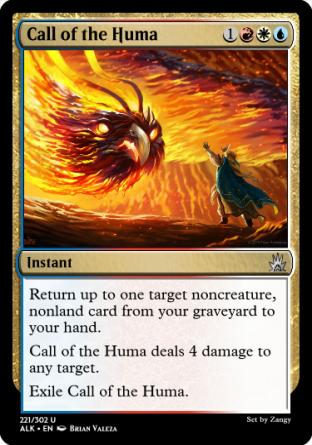 Call of the Huma 1
Instant
Return up to one target noncreature,
nonland card from your graveyard to
your hand.
Call of the Huma deals 4 damage to
any target.
Exile Call of the Huma.
221/302 U
Set by Zangy
ALK • EN Brian Valeza